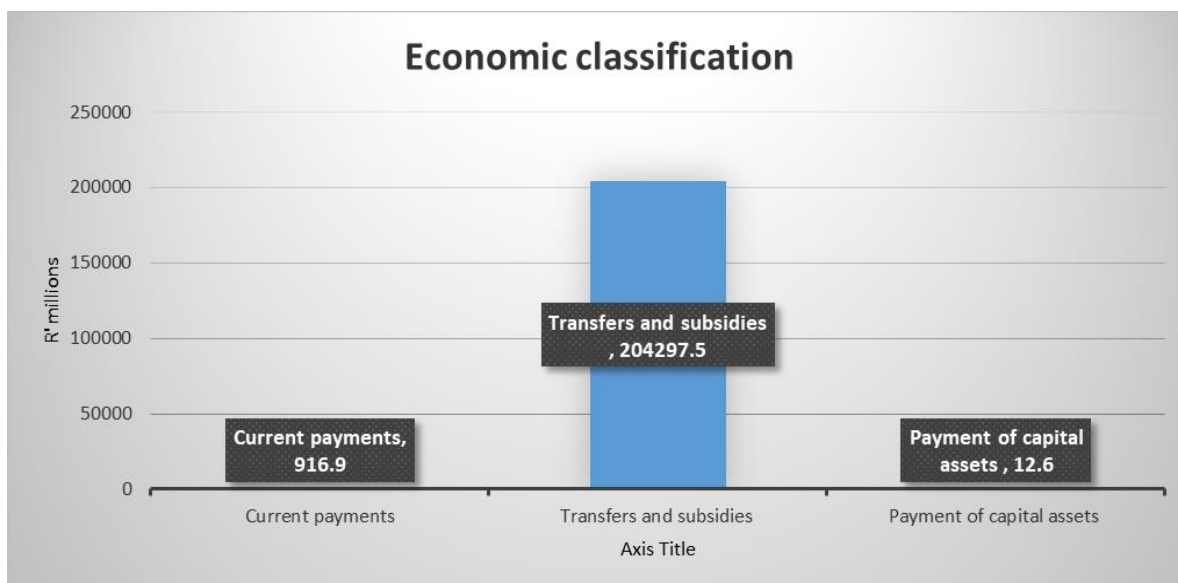 Economic classification
250000
200000
150000
100000
50000
0
R' millions
Current payments,
916.9
Transfers and subsidies
, 204297.5
Payment of capital
assets , 12.6
Current payments
Transfers and subsidies
Payment of capital assets
Axis Title